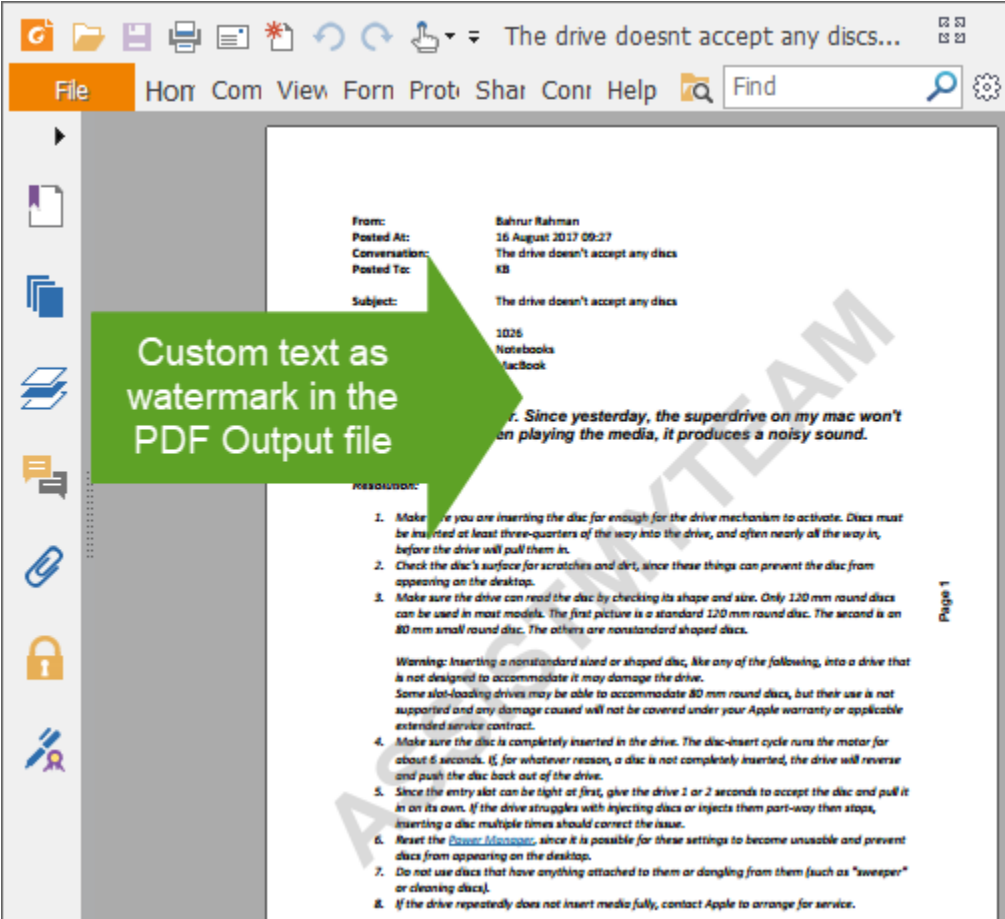 The drive doesnt accept any discs...
File Hon Com View Forn Prote Shar Conr Help Find
From: Bahrur Rahman
Posted At: 16 August 2017 09:27
Conversation: The drive doesn't accept any discs
Posted To: KB
Subject: The drive doesn't accept any discs
1026
Notebooks
MacBook
Custom text as
watermark in the
PDF Output file
r. Since yesterday, the superdrive on my mac won't
en playing the media, it produces a noisy sound.
Resolution:
1. Make sure you are inserting the disc far enough for the drive mechanism to activate. Discs must
be inserted at least three-quarters of the way into the drive, and often nearly all the way in,
before the drive will pull them in.
2. Check the disc's surface for scratches and dirt, since these things can prevent the disc from
appearing on the desktop.
3. Make sure the drive can read the disc by checking its shape and size. Only 120 mm round discs
can be used in most models. The first picture is a standard 120 mm round disc. The second is an
80 mm small round disc. The others are nonstandard shaped discs.
Page 1
Warning: Inserting a nonstandard sized or shaped disc, like any of the following, into a drive that
is not designed to accommodate it may damage the drive.
Some slot-loading drives may be able to accommodate 80 mm round discs, but their use is not
supported and any damage caused will not be covered under your Apple warranty or applicable
extended service contract.
4. Make sure the disc is completely inserted in the drive. The disc-insert cycle runs the motor for
about 6 seconds. If, for whatever reason, a disc is not completely inserted, the drive will reverse
and push the disc back out of the drive.
5. Since the entry slot can be tight at first, give the drive 1 or 2 seconds to accept the disc and pull it
in on its own. If the drive struggles with injecting discs or injects them part-way then stops,
inserting a disc multiple times should correct the issue.
6. Reset the Power Manager, since it is possible for these settings to become unusable and prevent
discs from appearing on the desktop.
7. Do not use discs that have anything attached to them or dangling from them (such as "sweeper"
or cleaning discs).
8. If the drive repeatedly does not insert media fully, contact Apple to arrange for service.
ASSISTMYTEAM